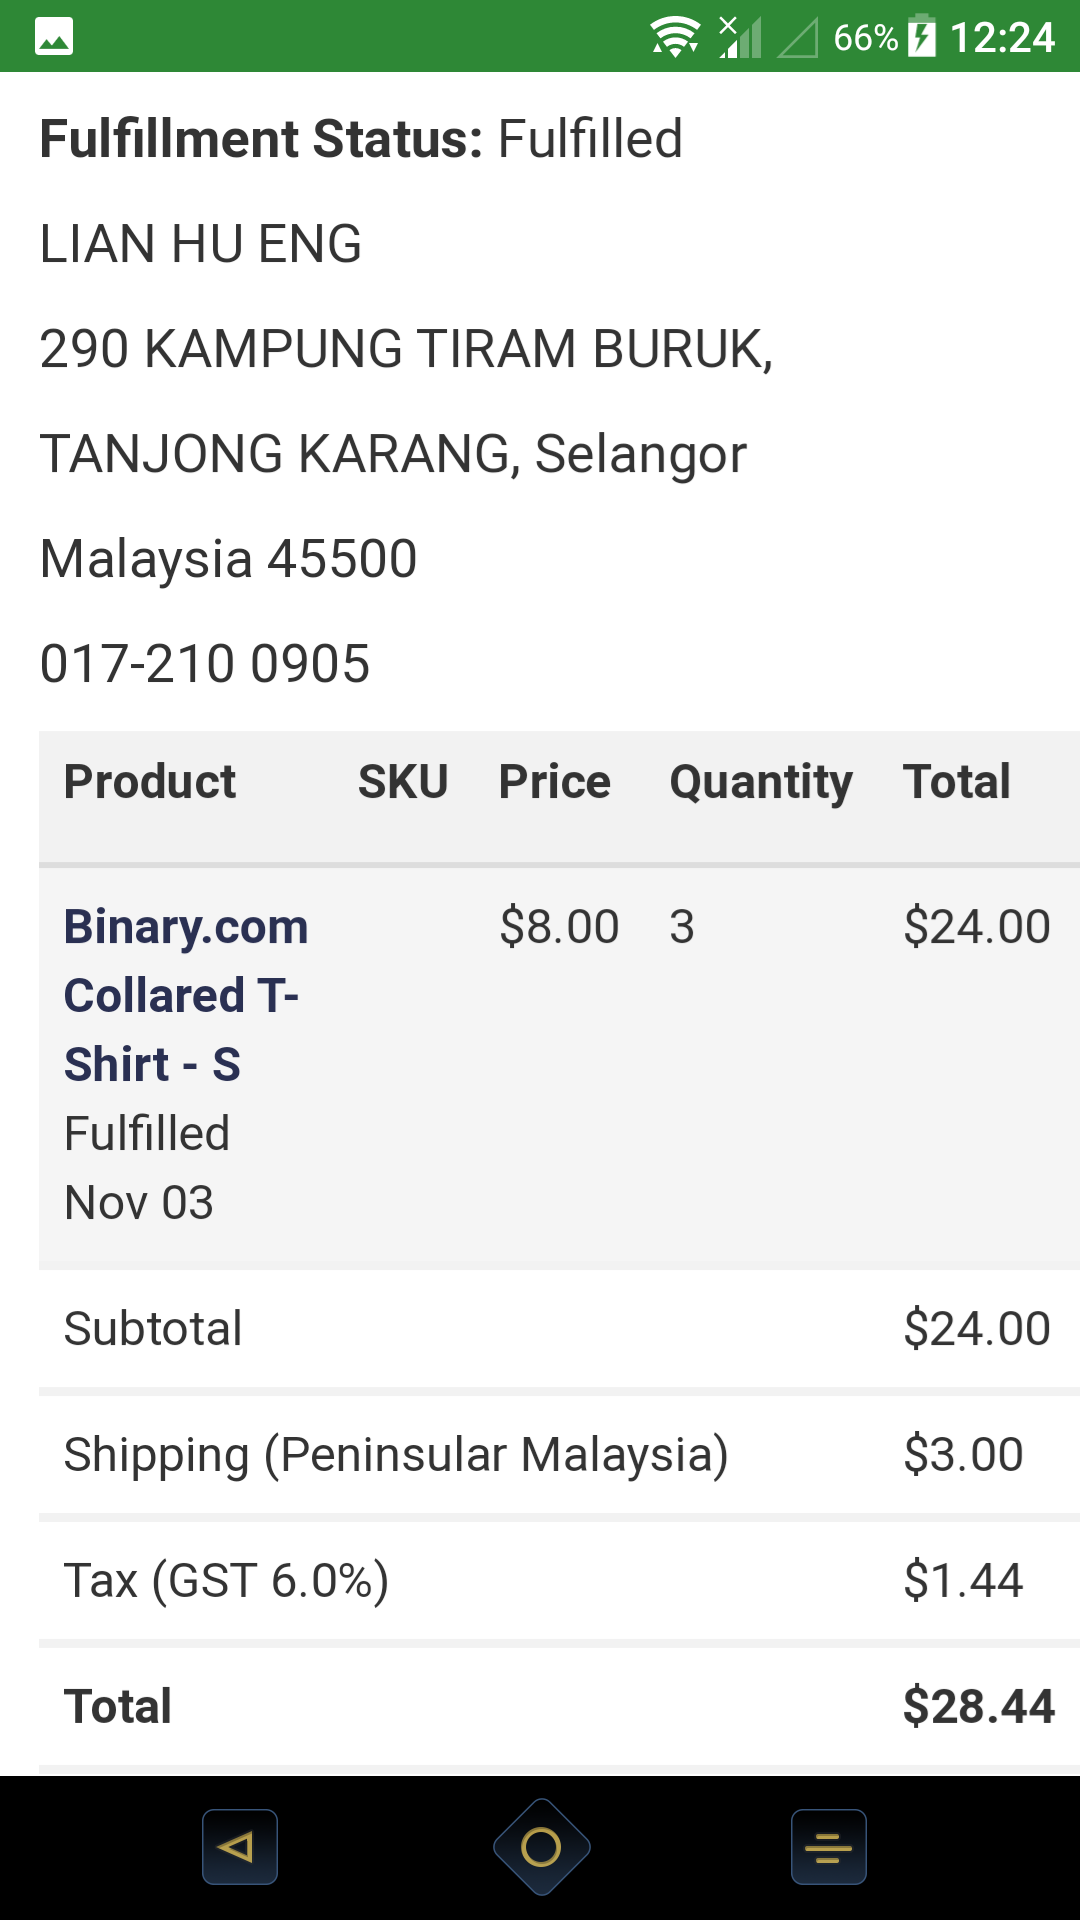 66% 12:24
Fulfillment Status: Fulfilled
LIAN HU ENG
290 KAMPUNG TIRAM BURUK,
TANJONG KARANG, Selangor
Malaysia 45500
017-210 0905
Product SKU Price Quantity Total
Binary.com $8.00 3 $24.00
Collared T-
Shirt - S
Fulfilled
Nov 03
Subtotal $24.00
Shipping (Peninsular Malaysia) $3.00
Tax (GST 6.0%) $1.44
Total $28.44